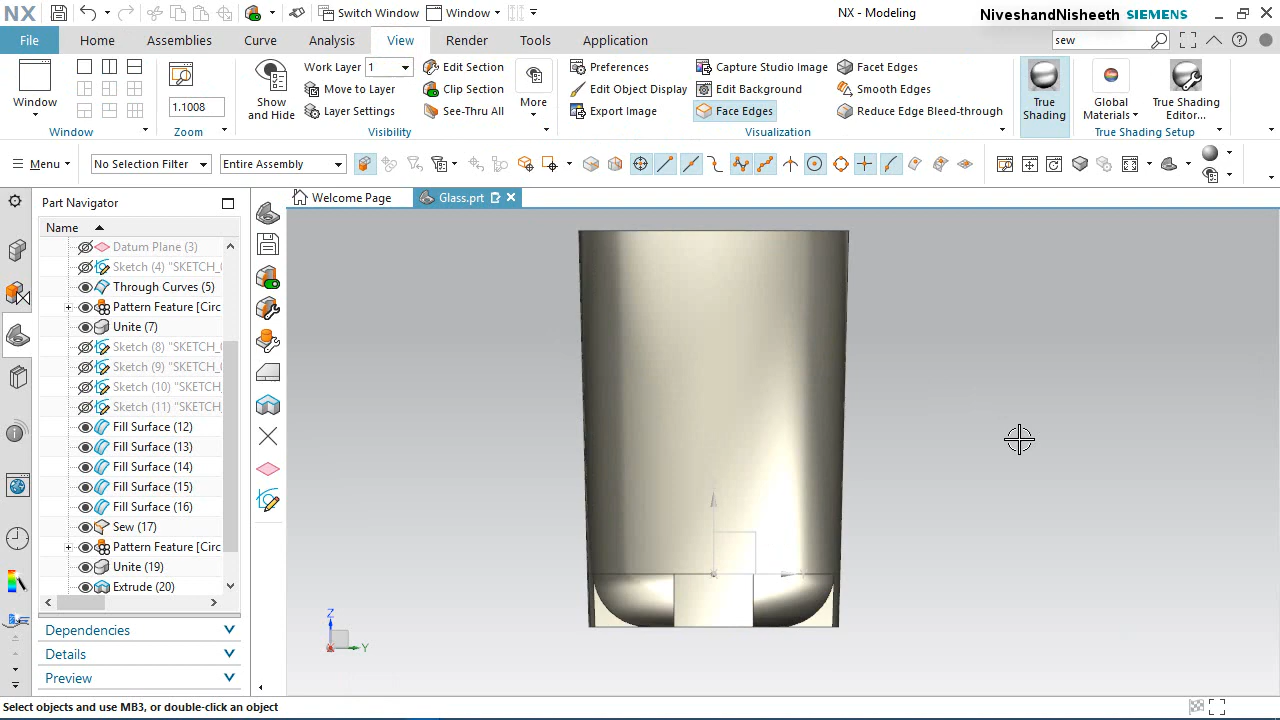 NX
Switch Window
Window
NX - Modeling
NiveshandNisheeth SIEMENS
File
Home
Assemblies
Curve
Analysis
View
Render
Tools
Application
sew
Window
Window
1.1008
Zoom
Show and Hide
Work Layer 1
Move to Layer
Layer Settings
Edit Section
Clip Section
See-Thru All
More
Visibility
Preferences
Edit Object Display
Export Image
Capture Studio Image
Edit Background
Face Edges
Facet Edges
Smooth Edges
Reduce Edge Bleed-through
Visualization
True Shading
Global Materials
True Shading Editor...
True Shading Setup
Menu
No Selection Filter
Entire Assembly
Part Navigator
Welcome Page
Glass.prt
Name
Datum Plane (3)
Sketch (4) "SKETCH_
Through Curves (5)
Pattern Feature [Circ
Unite (7)
Sketch (8) "SKETCH_
Sketch (9) "SKETCH_
Sketch (10) "SKETCH_
Sketch (11) "SKETCH_
Fill Surface (12)
Fill Surface (13)
Fill Surface (14)
Fill Surface (15)
Fill Surface (16)
Sew (17)
Pattern Feature [Circ
Unite (19)
Extrude (20)
Dependencies
Details
Preview
Z
Y
Select objects and use MB3, or double-click an object